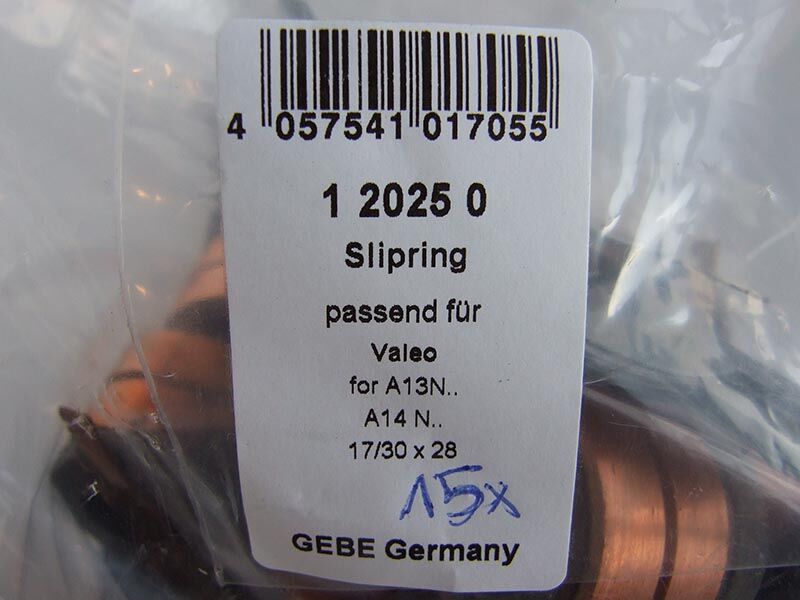 4 057541 017055
1 2025 0
Slipring
passend für
Valeo
for A13N..
A14 N..
17/30 x 28
15x
GEBE Germany